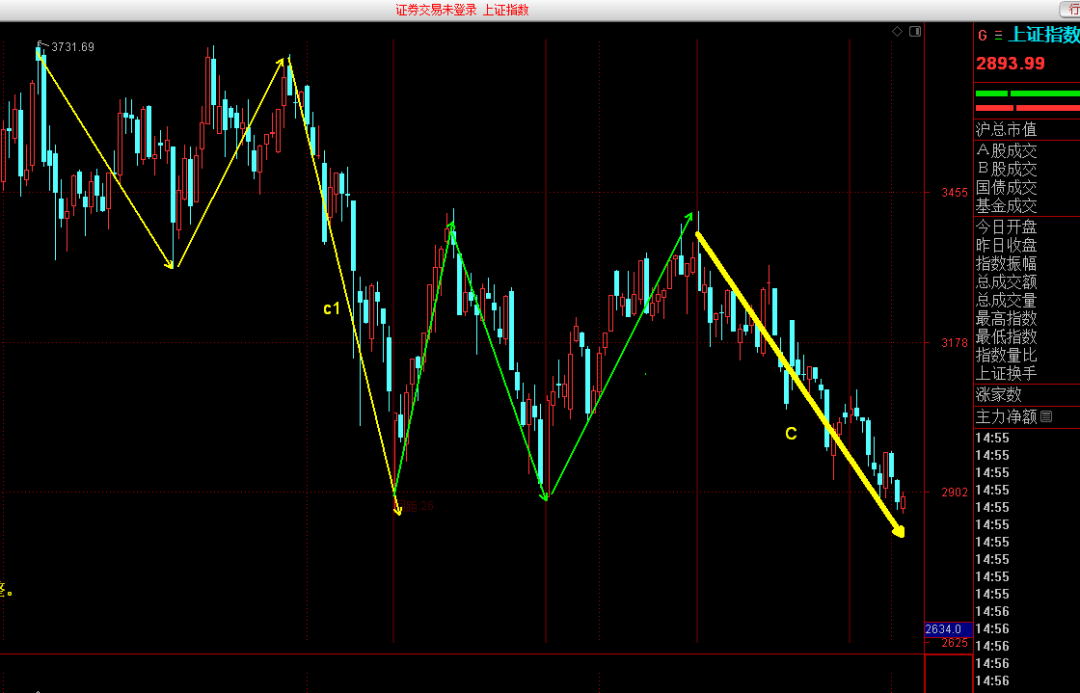 证券交易未登录 上证指数
行
3731.69
G 三 上证指数
2893.99
沪总市值
A股成交
B股成交
国债成交
基金成交
今日开盘
昨日收盘
指数振幅
总成交额
总成交量
最高指数
最低指数
指数量比
上证换手
涨家数
主力净额
3455
3178
2902
2634.0
2625
c1
C
14:55
14:55
14:55
14:55
14:55
14:55
14:55
14:55
14:55
14:55
14:56
14:56
14:56
14:56
14:56